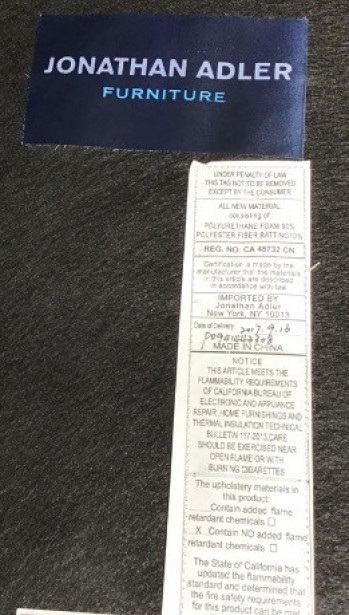 JONATHAN ADLER
FURNITURE
UNDER PENALTY OF LAW
THIS TAG NOT TO BE REMOVED
EXCEPT BY THE CONSUMER
ALL NEW MATERIAL
consisting of
POLYURETHANE FOAM 90%
POLYESTER FIBER BATTING 10%
REG. NO. CA 48732 CN
Certification is made by the
manufacturer that the materials
in this article are described
in accordance with law
IMPORTED BY
Jonathan Adler
New York, NY 10013
Date of Delivery: 2017.9.16
MADE IN CHINA
NOTICE
THIS ARTICLE MEETS THE
FLAMMABILITY REQUIREMENTS
OF CALIFORNIA BUREAU OF
ELECTRONIC AND APPLIANCE
REPAIR, HOME FURNISHINGS AND
THERMAL INSULATION TECHNICAL
BULLETIN 117-2013. CARE
SHOULD BE EXERCISED NEAR
OPEN FLAME OR WITH
BURNING CIGARETTES
The upholstery materials in
this product:
Contain added flame
retardant chemicals ☐
X Contain NO added flame
retardant chemicals ☐
The State of California has
updated the flammability
standard and determined that
the fire safety requirements
for this product can be met